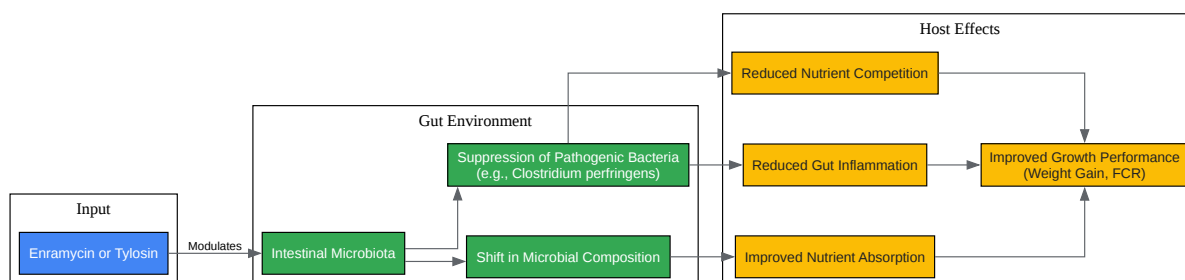 Input
Enramycin or Tylosin
Modulates
Gut Environment
Intestinal Microbiota
Suppression of Pathogenic Bacteria
(e.g., Clostridium perfringens)
Shift in Microbial Composition
Host Effects
Reduced Nutrient Competition
Reduced Gut Inflammation
Improved Nutrient Absorption
Improved Growth Performance
(Weight Gain, FCR)